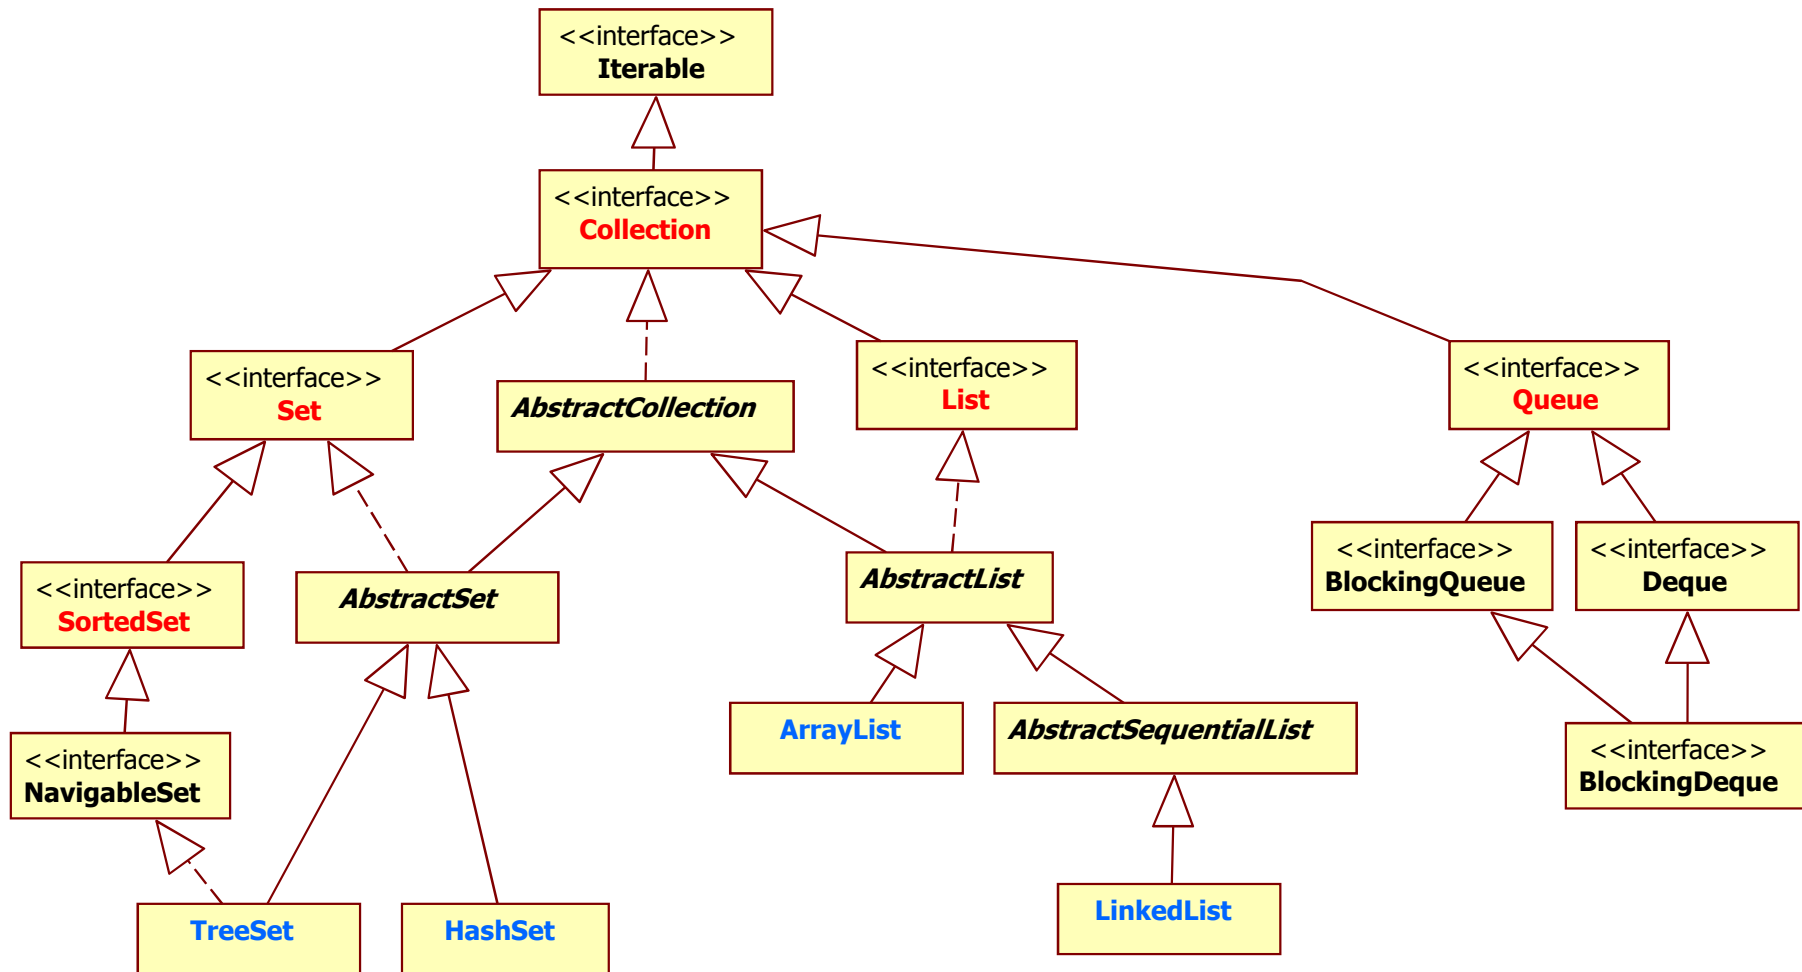 <<interface>>
Iterable
<<interface>>
Collection
<<interface>>
Set
AbstractCollection
<<interface>>
List
<<interface>>
Queue
<<interface>>
SortedSet
AbstractSet
AbstractList
<<interface>>
BlockingQueue
<<interface>>
Deque
<<interface>>
NavigableSet
ArrayList
AbstractSequentialList
<<interface>>
BlockingDeque
TreeSet
HashSet
LinkedList